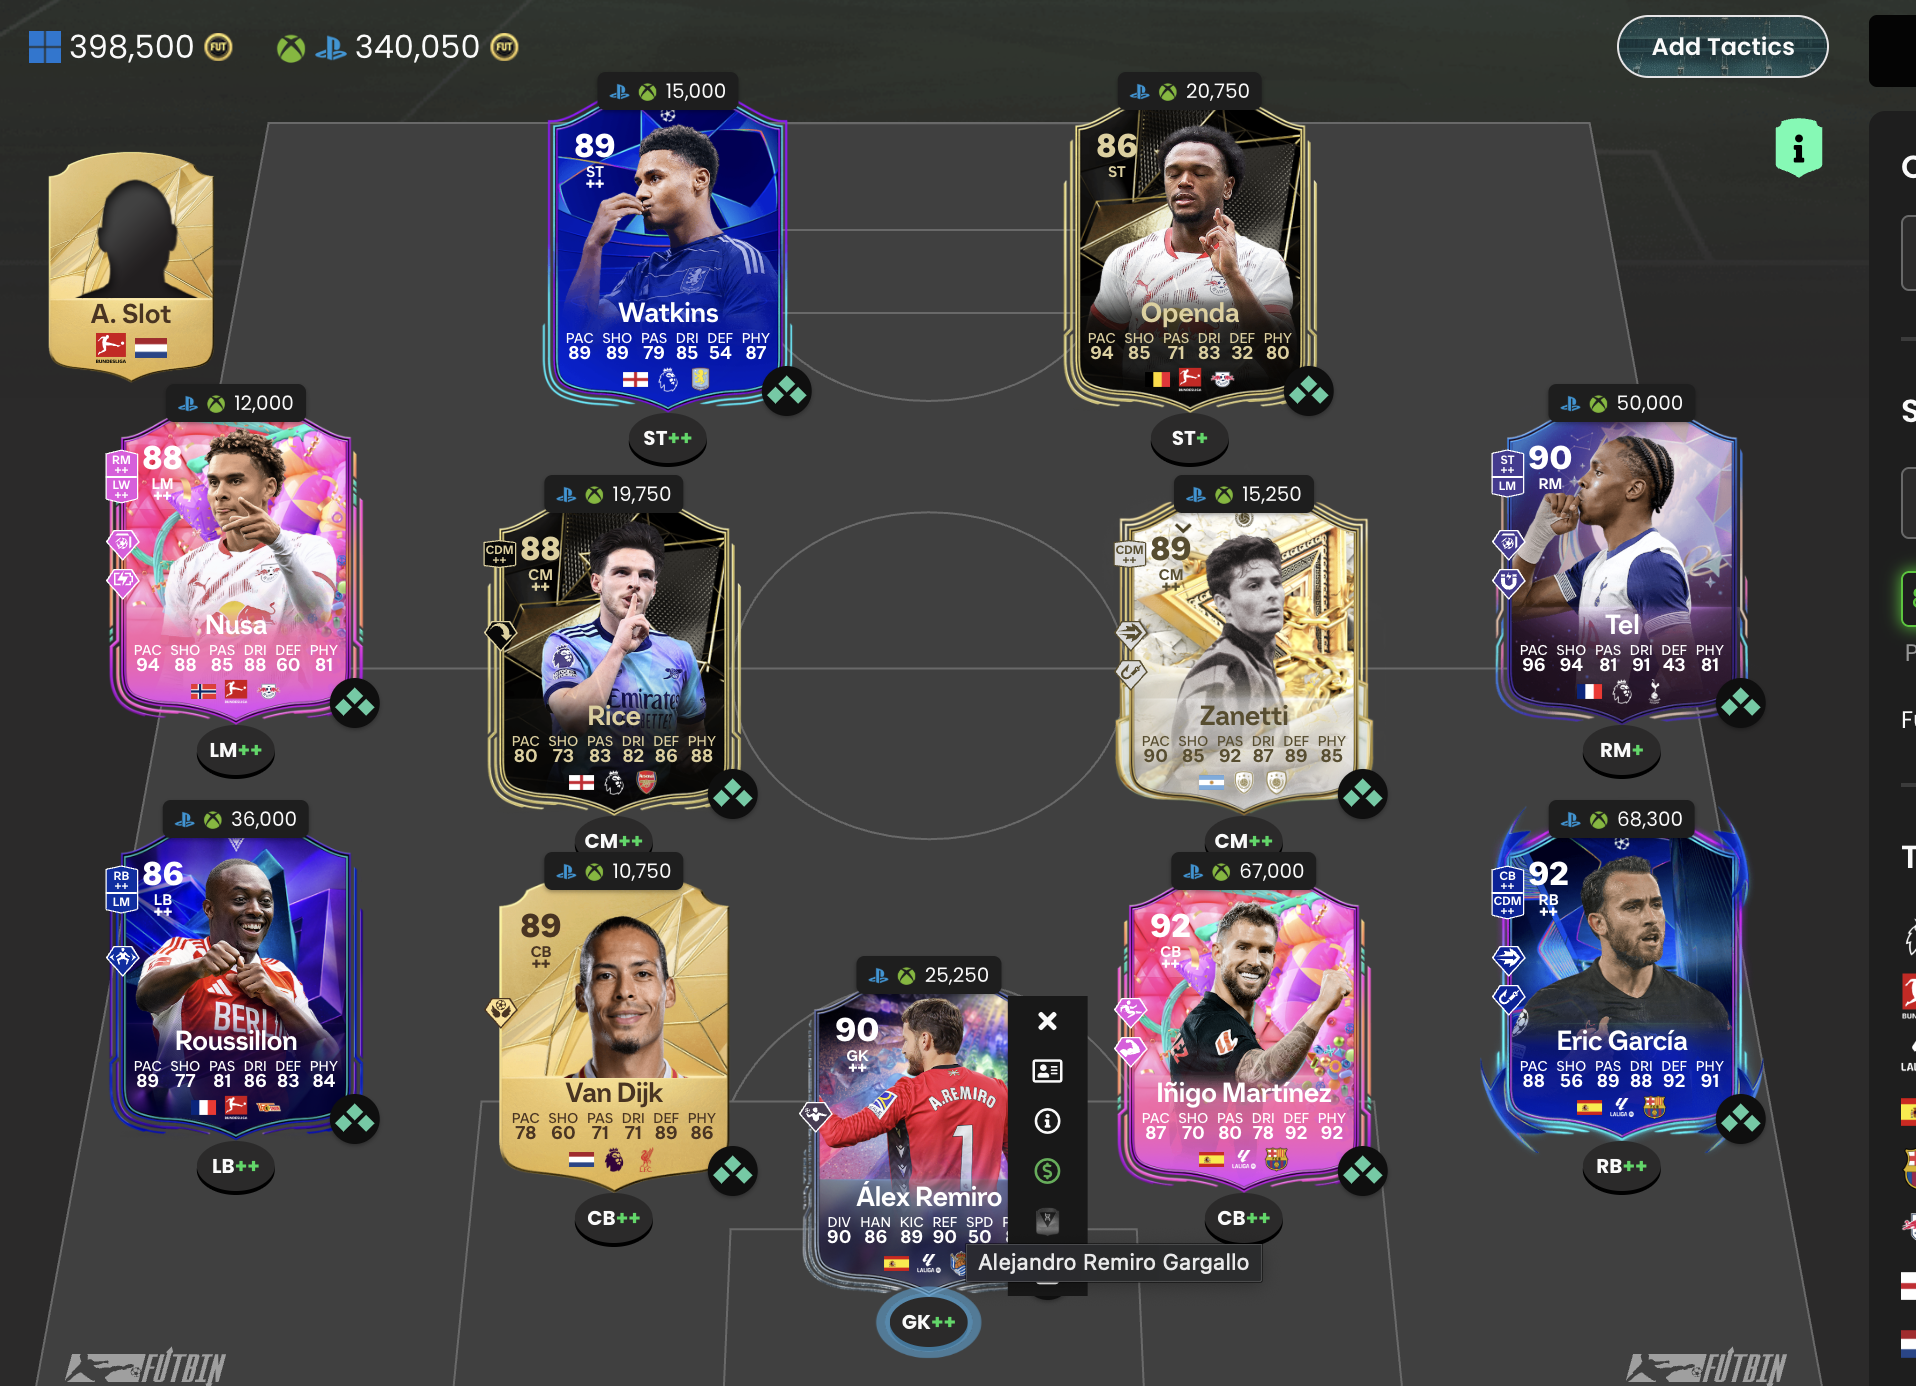 398,500 FUT 340,050 FUT
Add Tactics
15,000
89
ST
++
Watkins
PAC SHO PAS DRI DEF PHY
89 89 79 85 54 87
ST++
20,750
86
ST
Openda
PAC SHO PAS DRI DEF PHY
94 85 71 83 32 80
ST+
A. Slot
BUNDESLIGA
12,000
RM
++
LW
++
88
LM
++
Nusa
PAC SHO PAS DRI DEF PHY
94 88 85 88 60 81
LM++
19,750
CDM
++
88
CM
++
Rice
PAC SHO PAS DRI DEF PHY
80 73 83 82 86 88
CM++
15,250
CDM
++
89
CM
++
Zanetti
PAC SHO PAS DRI DEF PHY
90 85 92 87 89 85
CM++
50,000
ST
++
LM
90
RM
Tel
PAC SHO PAS DRI DEF PHY
96 94 81 91 43 81
RM+
36,000
RB
++
LM
86
LB
++
Roussillon
PAC SHO PAS DRI DEF PHY
89 77 81 86 83 84
LB++
10,750
89
CB
++
Van Dijk
PAC SHO PAS DRI DEF PHY
78 60 71 71 89 86
CB++
25,250
90
GK
++
A.REMIRO
1
Álex Remiro
DIV HAN KIC REF SPD
90 86 89 90 50
LALIGA
Alejandro Remiro Gargallo
GK++
67,000
92
CB
++
Iñigo Martínez
PAC SHO PAS DRI DEF PHY
87 70 80 78 92 92
LALIGA
CB++
68,300
CB
++
CDM
++
92
RB
++
Eric García
PAC SHO PAS DRI DEF PHY
88 56 89 88 92 91
LALIGA
RB++
FUTBIN
FUTBIN